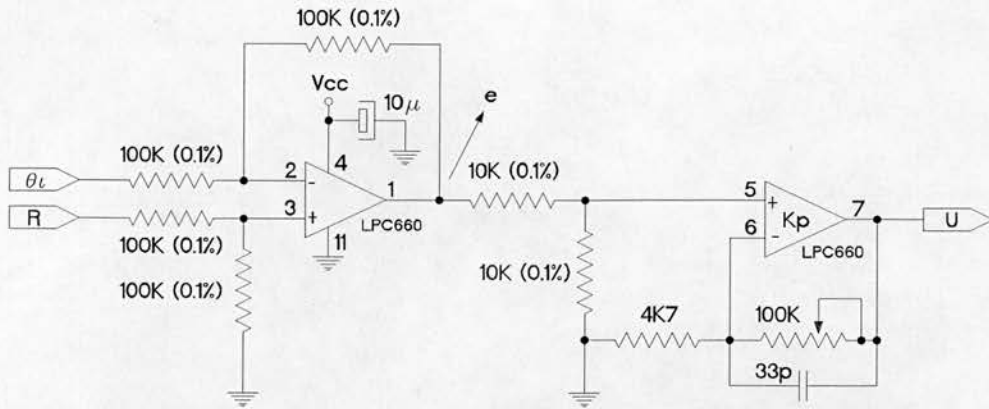 100K (0.1%)
Vcc
10μ
e
100K (0.1%)
θι
2
-
4
1
10K (0.1%)
5
+
Kp
7
U
R
3
+
LPC660
6
-
LPC660
100K (0.1%)
11
100K (0.1%)
10K (0.1%)
4K7
100K
33p